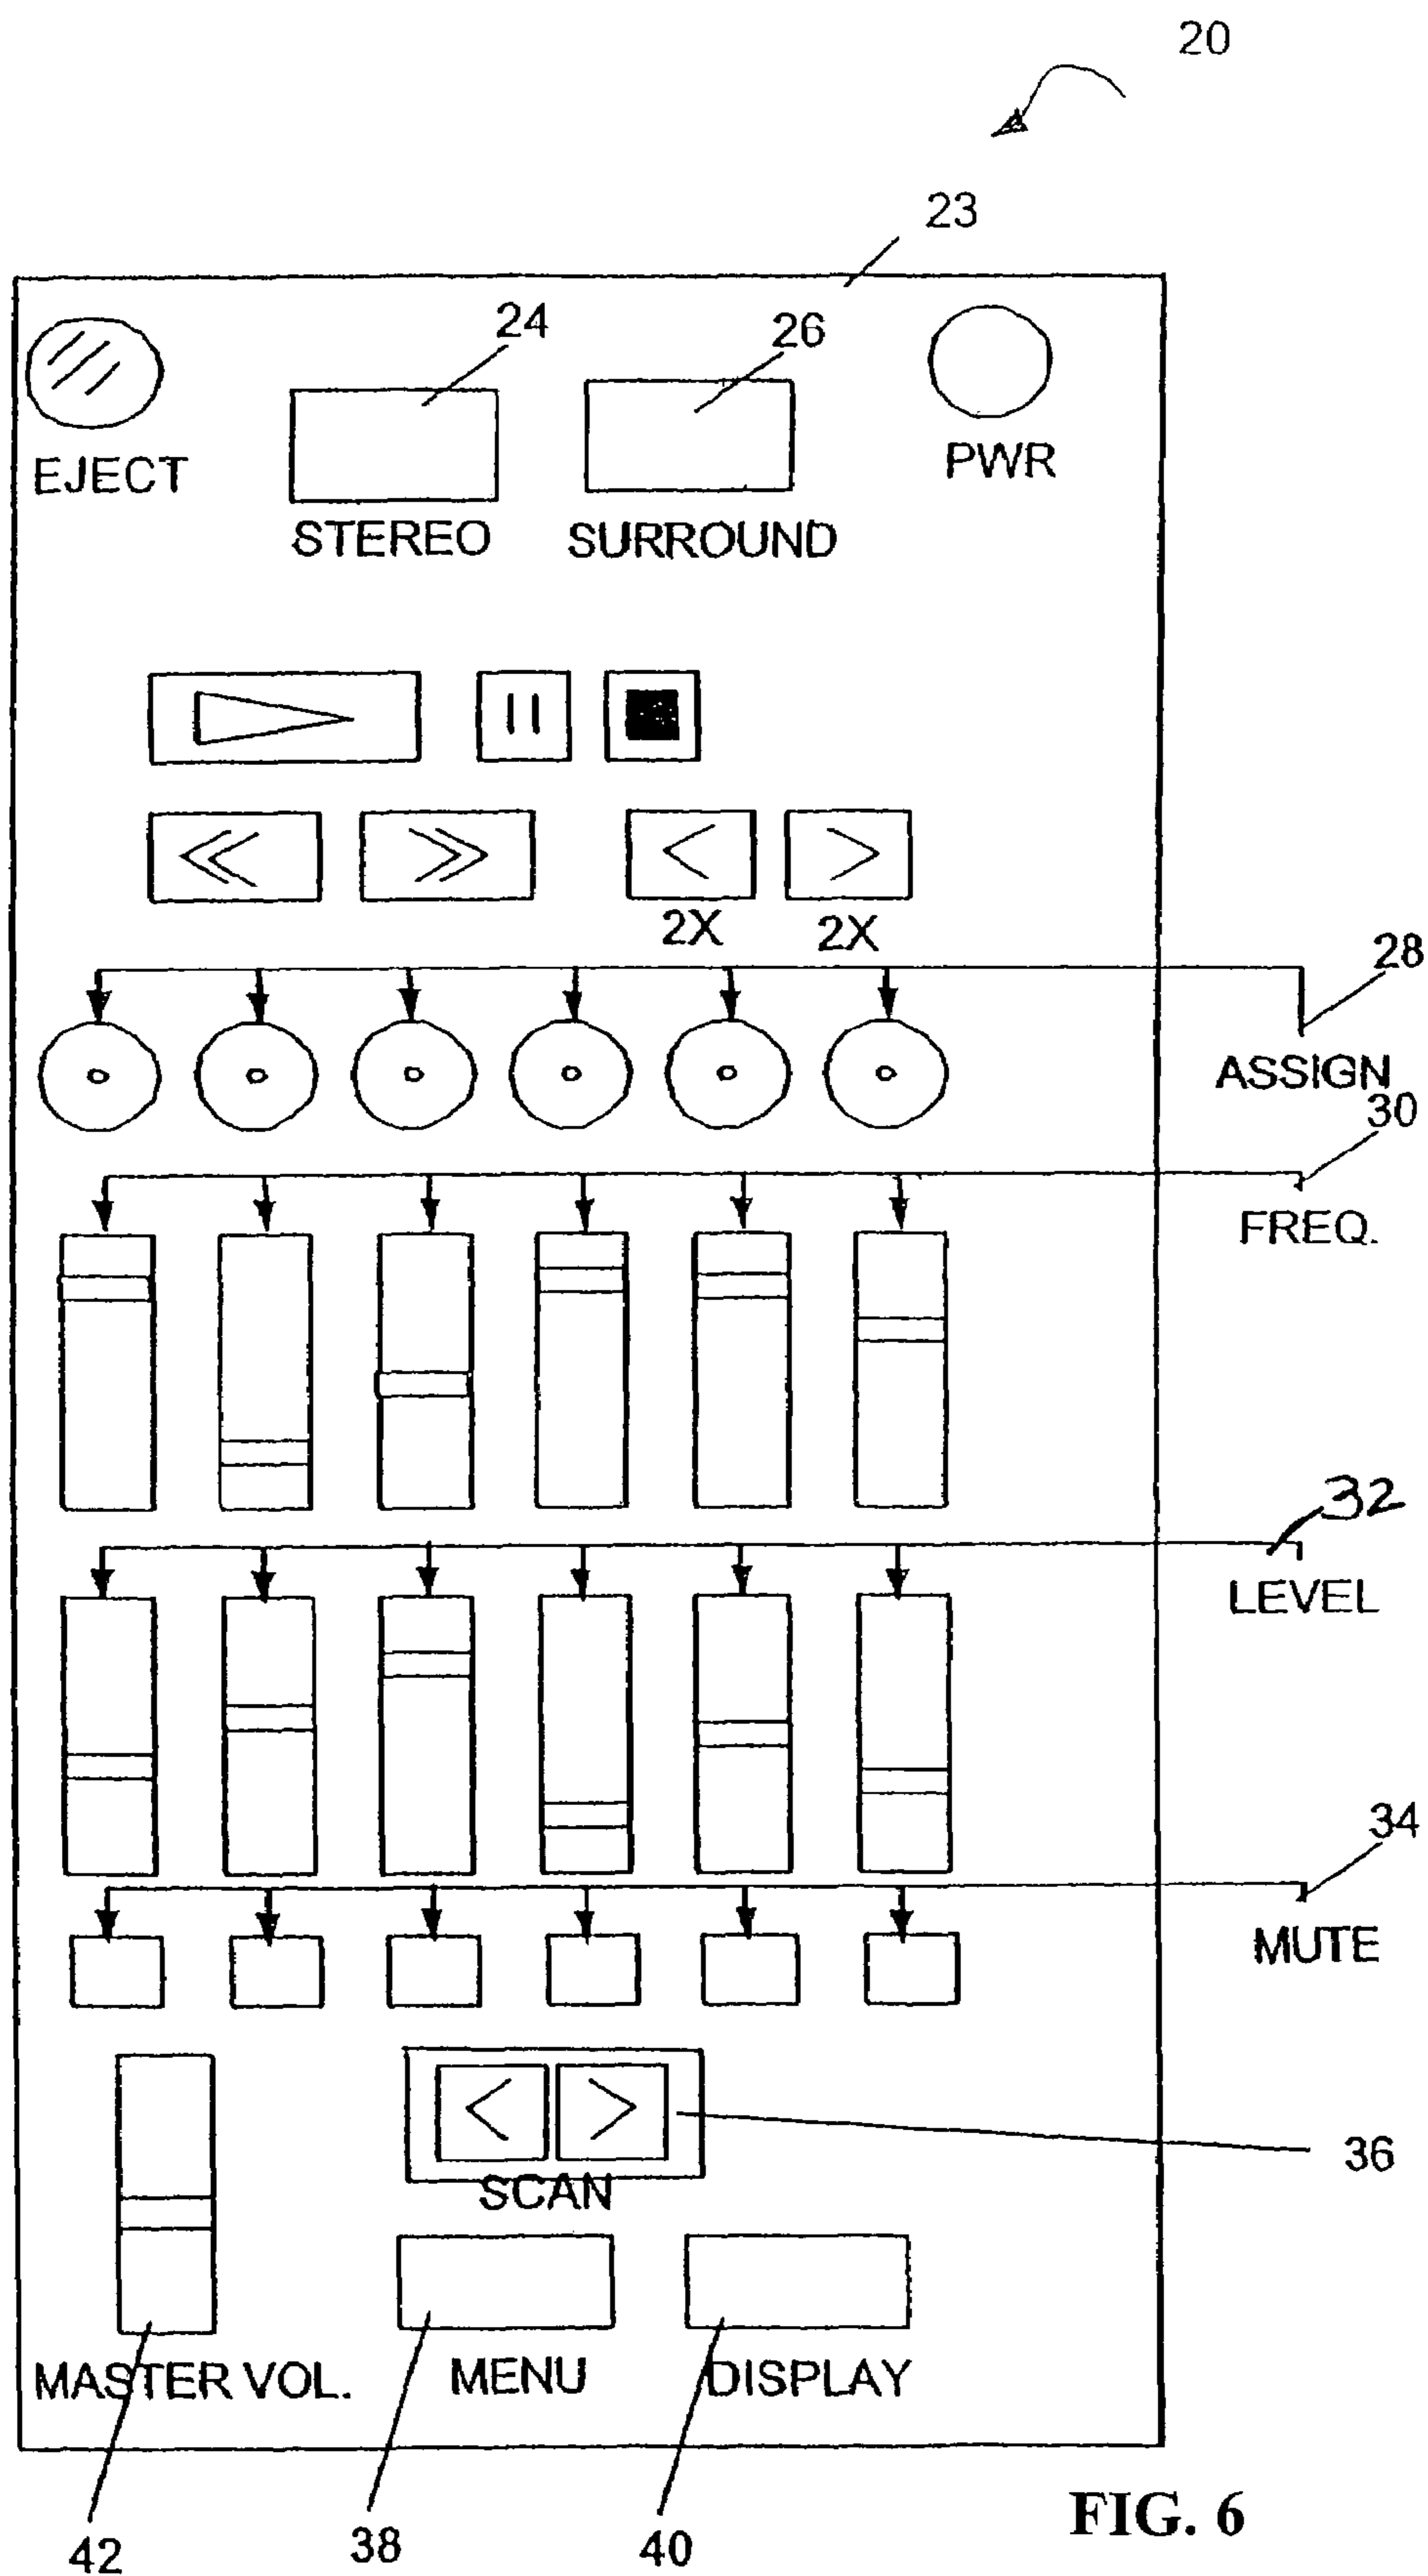 20
23
24
26
EJECT
PWR
STEREO
SURROUND
2X
2X
28
ASSIGN
30
FREQ.
32
LEVEL
34
MUTE
36
SCAN
MASTER VOL.
MENU
DISPLAY
42
38
40
FIG. 6